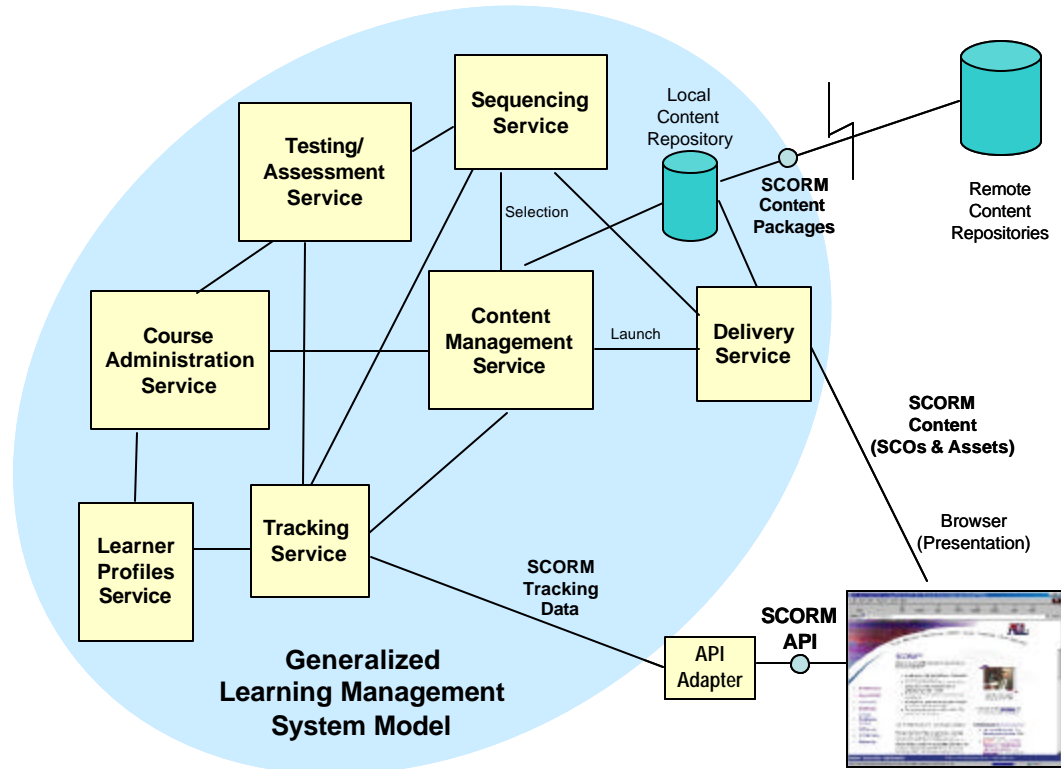 Sequencing
Service
Testing/
Assessment
Service
Local
Content
Repository
SCORM
Content
Packages
Remote
Content
Repositories
Selection
Course
Administration
Service
Content
Management
Service
Launch
Delivery
Service
SCORM
Content
(SCOs & Assets)
Learner
Profiles
Service
Tracking
Service
Browser
(Presentation)
SCORM
Tracking
Data
SCORM
API
API
Adapter
Generalized
Learning Management
System Model